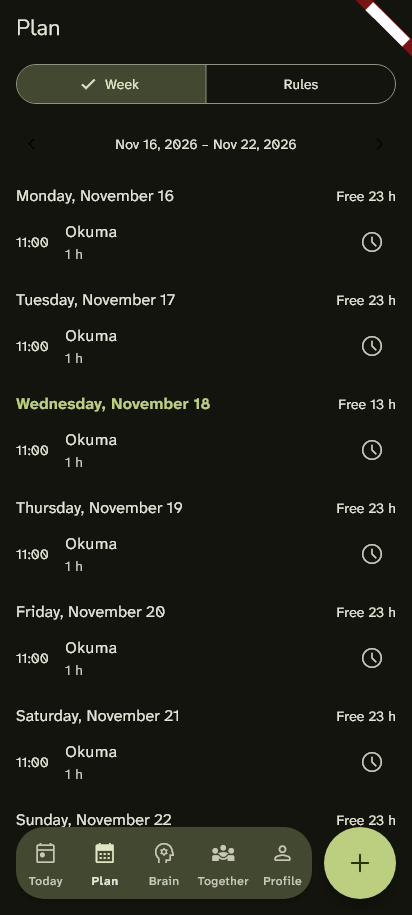 Plan
Week
Rules
Nov 16, 2026 – Nov 22, 2026
Monday, November 16
Free 23 h
11:00
Okuma
1 h
Tuesday, November 17
Free 23 h
11:00
Okuma
1 h
Wednesday, November 18
Free 13 h
11:00
Okuma
1 h
Thursday, November 19
Free 23 h
11:00
Okuma
1 h
Friday, November 20
Free 23 h
11:00
Okuma
1 h
Saturday, November 21
Free 23 h
11:00
Okuma
1 h
Sunday, November 22
Free 23 h
Today
Plan
Brain
Together
Profile